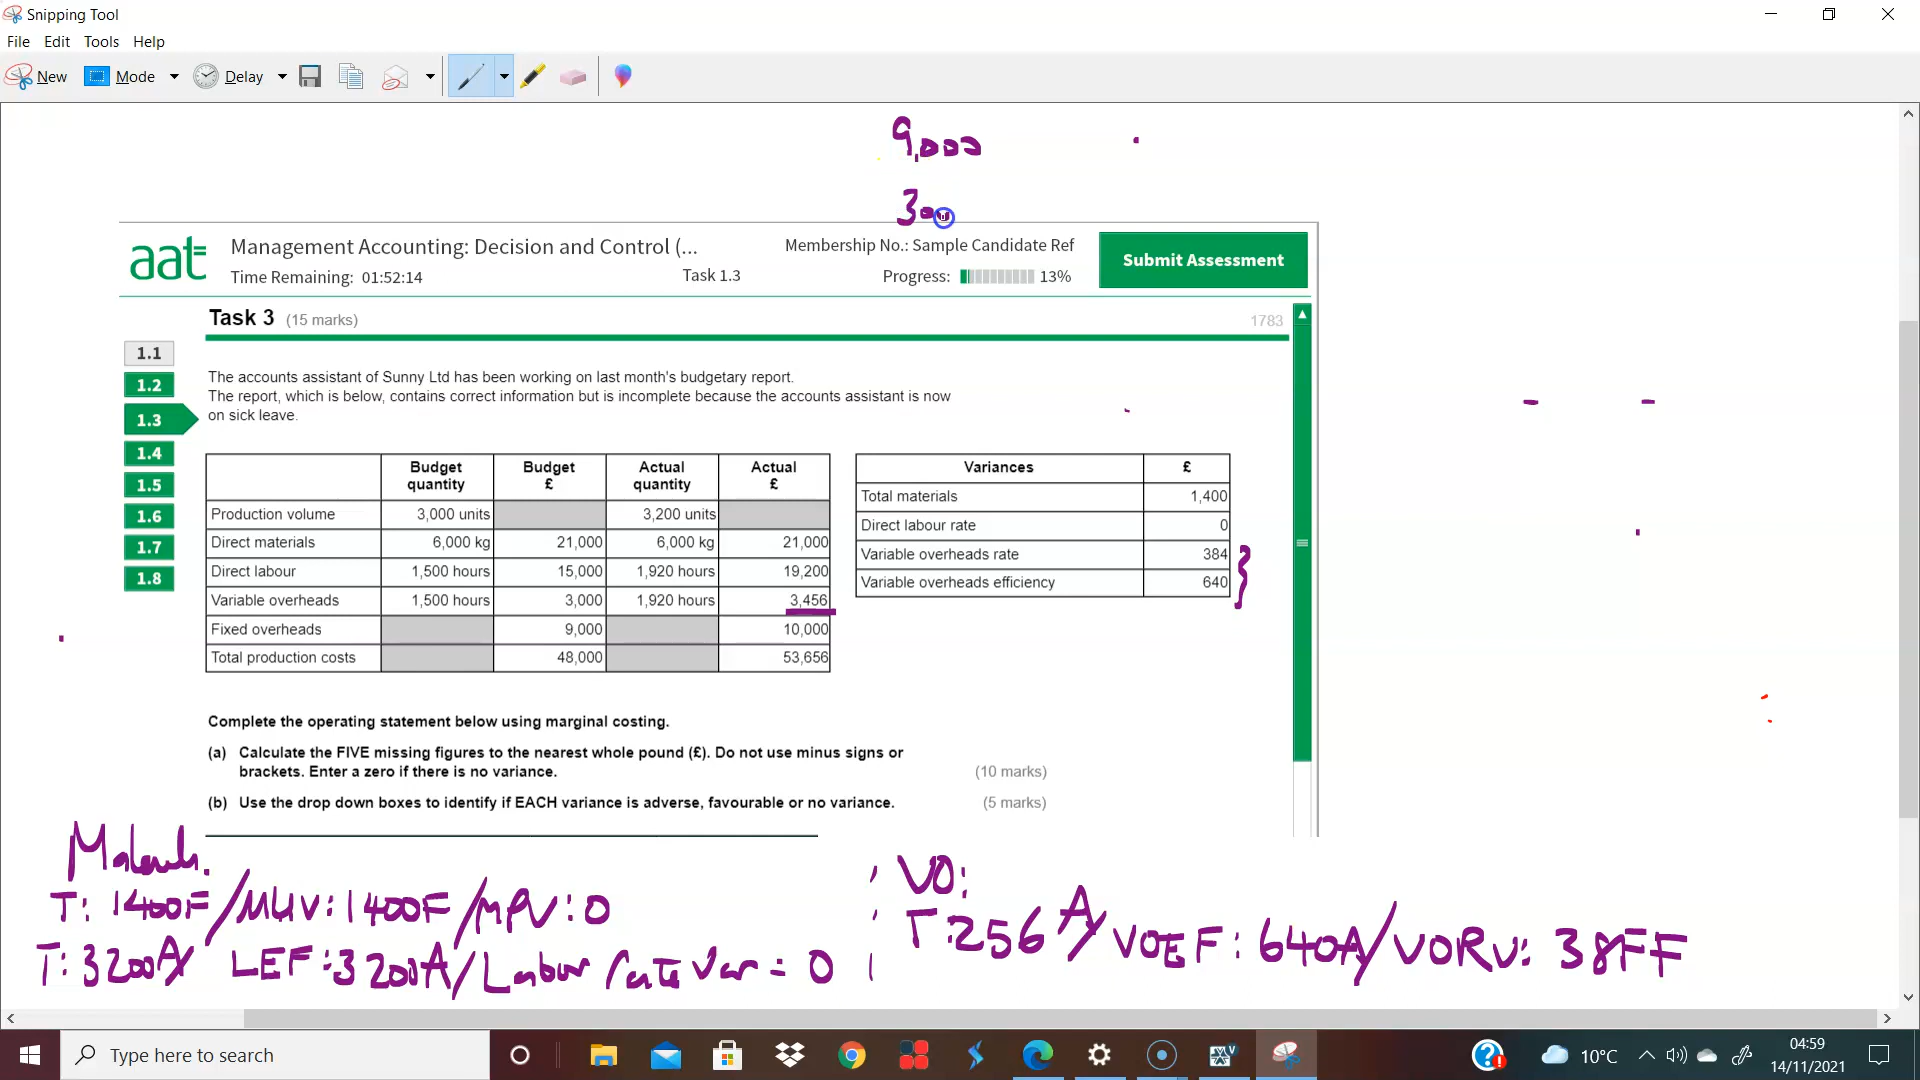 Snipping Tool
File Edit Tools Help
New Mode Delay
9,000
300
aat
Management Accounting: Decision and Control (...
Membership No.: Sample Candidate Ref
Submit Assessment
Time Remaining: 01:52:14
Task 1.3
Progress: 13%
Task 3 (15 marks)
1783
1.1
1.2
1.3
1.4
1.5
1.6
1.7
1.8
The accounts assistant of Sunny Ltd has been working on last month's budgetary report.
The report, which is below, contains correct information but is incomplete because the accounts assistant is now
on sick leave.
Budget quantity Budget £ Actual quantity Actual £
Production volume 3,000 units 3,200 units
Direct materials 6,000 kg 21,000 6,000 kg 21,000
Direct labour 1,500 hours 15,000 1,920 hours 19,200
Variable overheads 1,500 hours 3,000 1,920 hours 3,456
Fixed overheads 9,000 10,000
Total production costs 48,000 53,656
Variances £
Total materials 1,400
Direct labour rate 0
Variable overheads rate 384
Variable overheads efficiency 640
Complete the operating statement below using marginal costing.
(a) Calculate the FIVE missing figures to the nearest whole pound (£). Do not use minus signs or
brackets. Enter a zero if there is no variance.
(10 marks)
(b) Use the drop down boxes to identify if EACH variance is adverse, favourable or no variance.
(5 marks)
T: 1400F/MUV: 1400F/MPV: 0
T: 3200A/ LEF: 3200A/Labour rate Var = 0
VO:
T: 256 A/ VOEF: 640A/VORV: 38FF
Type here to search
10°C
04:59
14/11/2021